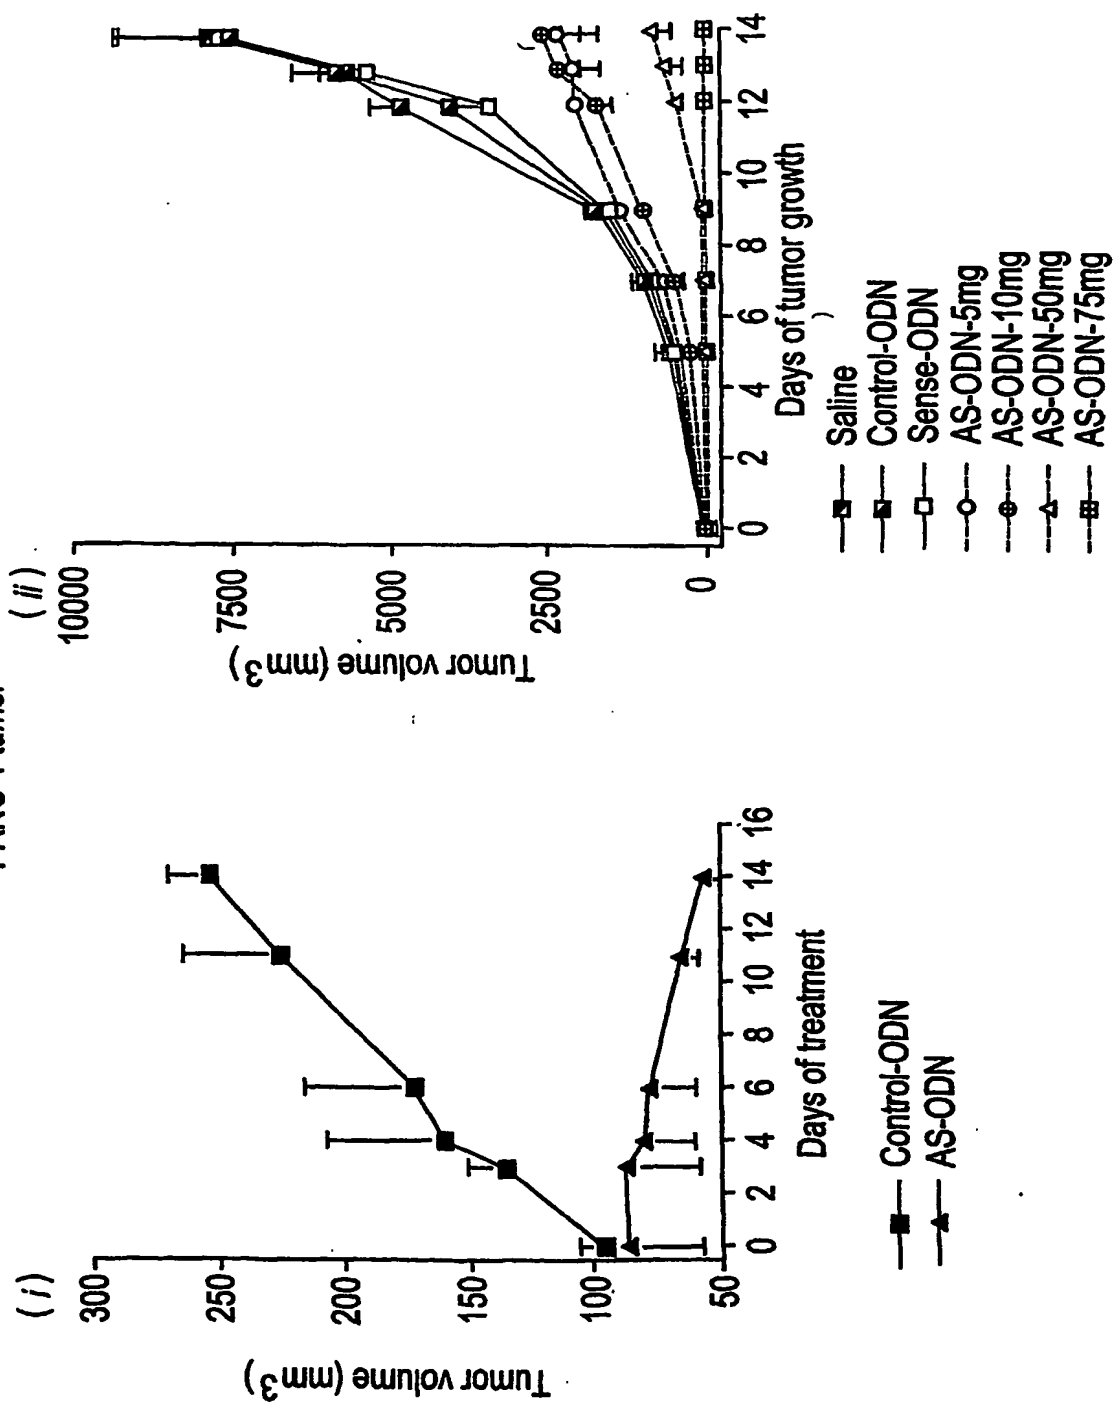 (i)
300
250
200
150
100
50
Tumor volume (mm3)
0 2 4 6 8 10 12 14 16
Days of treatment
Control-ODN
AS-ODN
(ii)
10000
7500
5000
2500
0
Tumor volume (mm3)
0 2 4 6 8 10 12 14
Days of tumor growth
Saline
Control-ODN
Sense-ODN
AS-ODN-5mg
AS-ODN-10mg
AS-ODN-50mg
AS-ODN-75mg